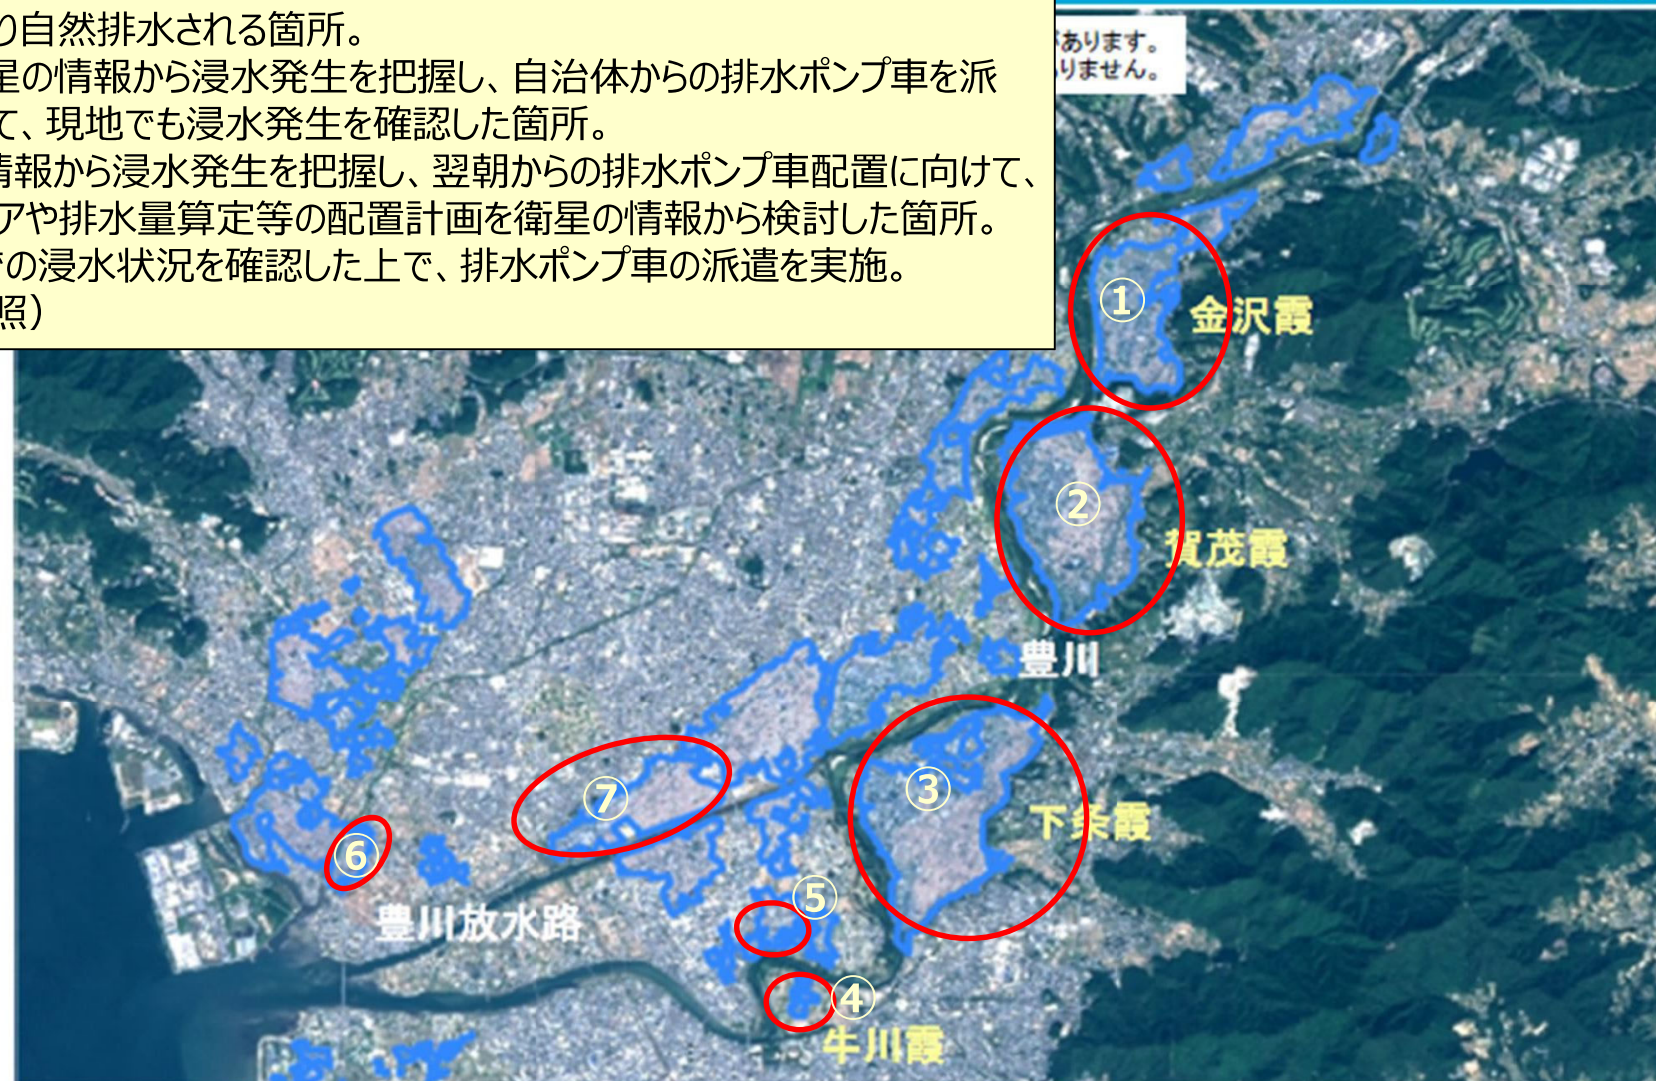 り自然排水される箇所。
星の情報から浸水発生を把握し、自治体からの排水ポンプ車を派
て、現地でも浸水発生を確認した箇所。
情報から浸水発生を把握し、翌朝からの排水ポンプ車配置に向けて、
アや排水量算定等の配置計画を衛星の情報から検討した箇所。
での浸水状況を確認した上で、排水ポンプ車の派遣を実施。
照）
があります。
りません。
①
金沢霞
②
賀茂霞
豊川
③
下条霞
⑦
⑥
豊川放水路
⑤
④
牛川霞